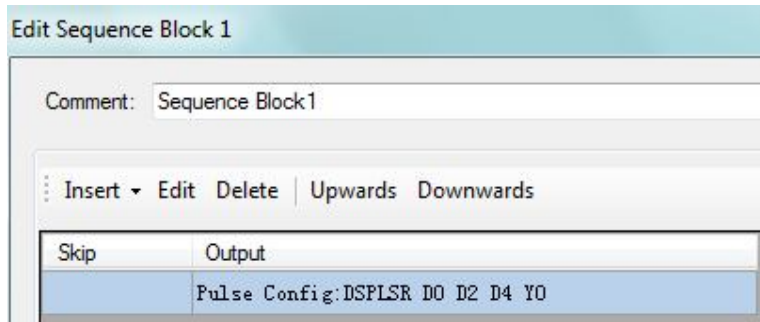 Edit Sequence Block 1
Comment: Sequence Block1
Insert Edit Delete Upwards Downwards
Skip Output
Pulse Config:DSPLSR D0 D2 D4 Y0